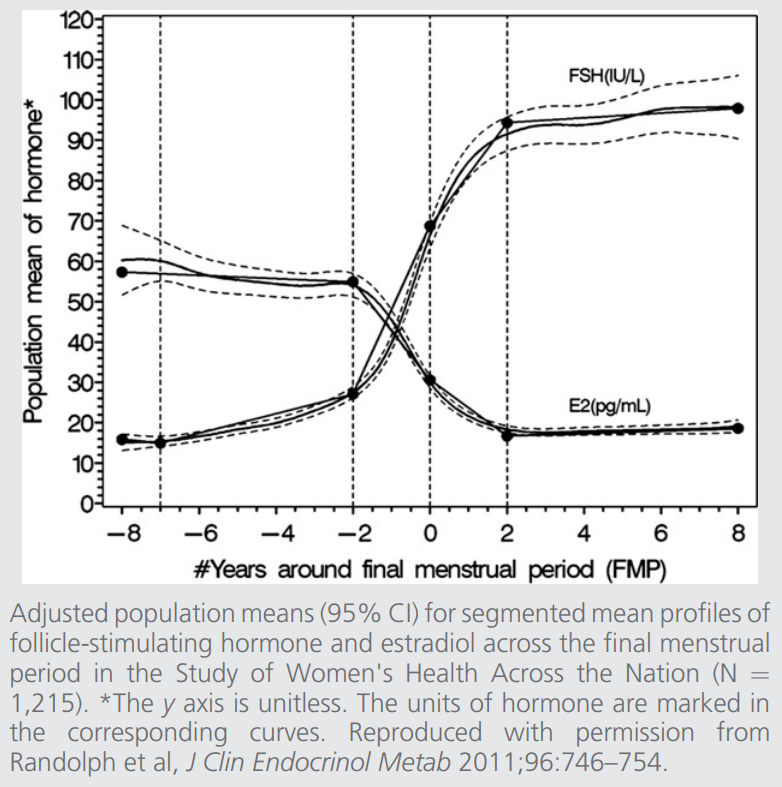 120
110
100
90
80
70
60
50
40
30
20
10
0
Population mean of hormone*
FSH(IU/L)
E2(pg/mL)
−8 −6 −4 −2 0 2 4 6 8
#Years around final menstrual period (FMP)
Adjusted population means (95% CI) for segmented mean profiles of
follicle-stimulating hormone and estradiol across the final menstrual
period in the Study of Women's Health Across the Nation (N =
1,215). *The y axis is unitless. The units of hormone are marked in
the corresponding curves. Reproduced with permission from
Randolph et al, J Clin Endocrinol Metab 2011;96:746–754.